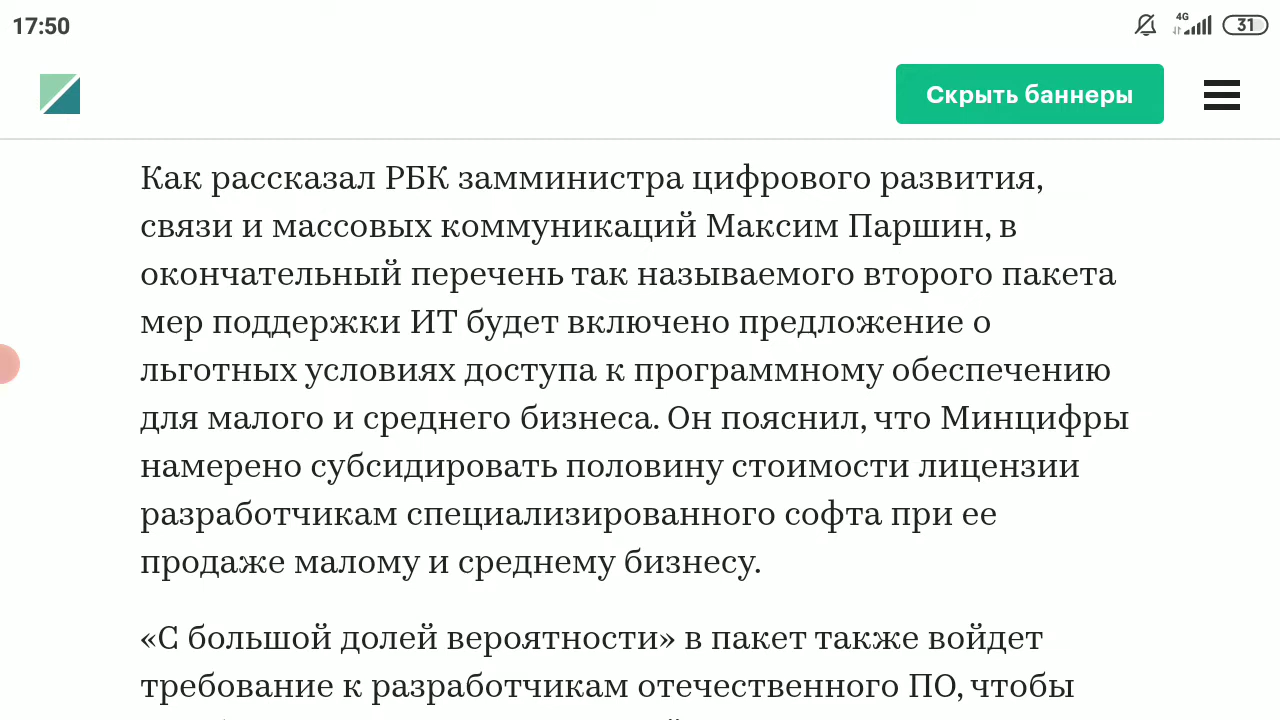 17:50
4G
31
Скрыть баннеры
Как рассказал РБК замминистра цифрового развития,
связи и массовых коммуникаций Максим Паршин, в
окончательный перечень так называемого второго пакета
мер поддержки ИТ будет включено предложение о
льготных условиях доступа к программному обеспечению
для малого и среднего бизнеса. Он пояснил, что Минцифры
намерено субсидировать половину стоимости лицензии
разработчикам специализированного софта при ее
продаже малому и среднему бизнесу.
«С большой долей вероятности» в пакет также войдет
требование к разработчикам отечественного ПО, чтобы